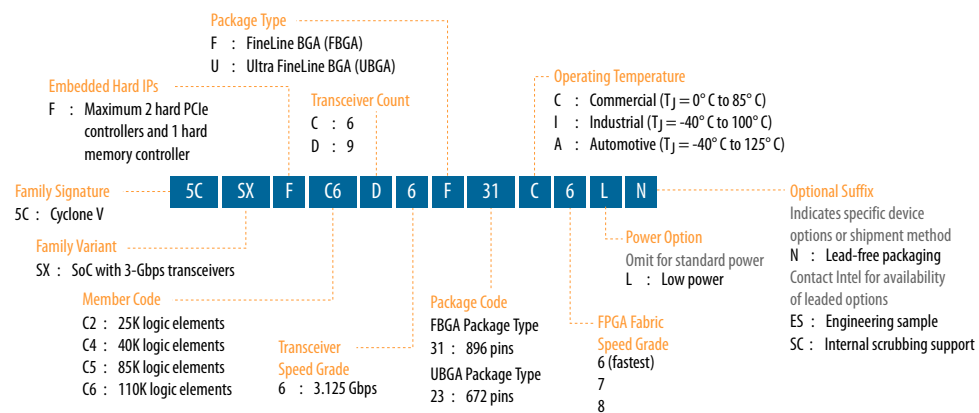 Package Type
F : FineLine BGA (FBGA)
U : Ultra FineLine BGA (UBGA)
Embedded Hard IPs
F : Maximum 2 hard PCIe
controllers and 1 hard
memory controller
Transceiver Count
C : 6
D : 9
Operating Temperature
C : Commercial (TJ = 0° C to 85° C)
I : Industrial (TJ = -40° C to 100° C)
A : Automotive (TJ = -40° C to 125° C)
5C SX F C6 D 6 F 31 C 6 L N
Family Signature
5C : Cyclone V
Family Variant
SX : SoC with 3-Gbps transceivers
Member Code
C2 : 25K logic elements
C4 : 40K logic elements
C5 : 85K logic elements
C6 : 110K logic elements
Transceiver
Speed Grade
6 : 3.125 Gbps
Package Code
FBGA Package Type
31 : 896 pins
UBGA Package Type
23 : 672 pins
FPGA Fabric
Speed Grade
6 (fastest)
7
8
Power Option
Omit for standard power
L : Low power
Optional Suffix
Indicates specific device
options or shipment method
N : Lead-free packaging
Contact Intel for availability
of leaded options
ES : Engineering sample
SC : Internal scrubbing support